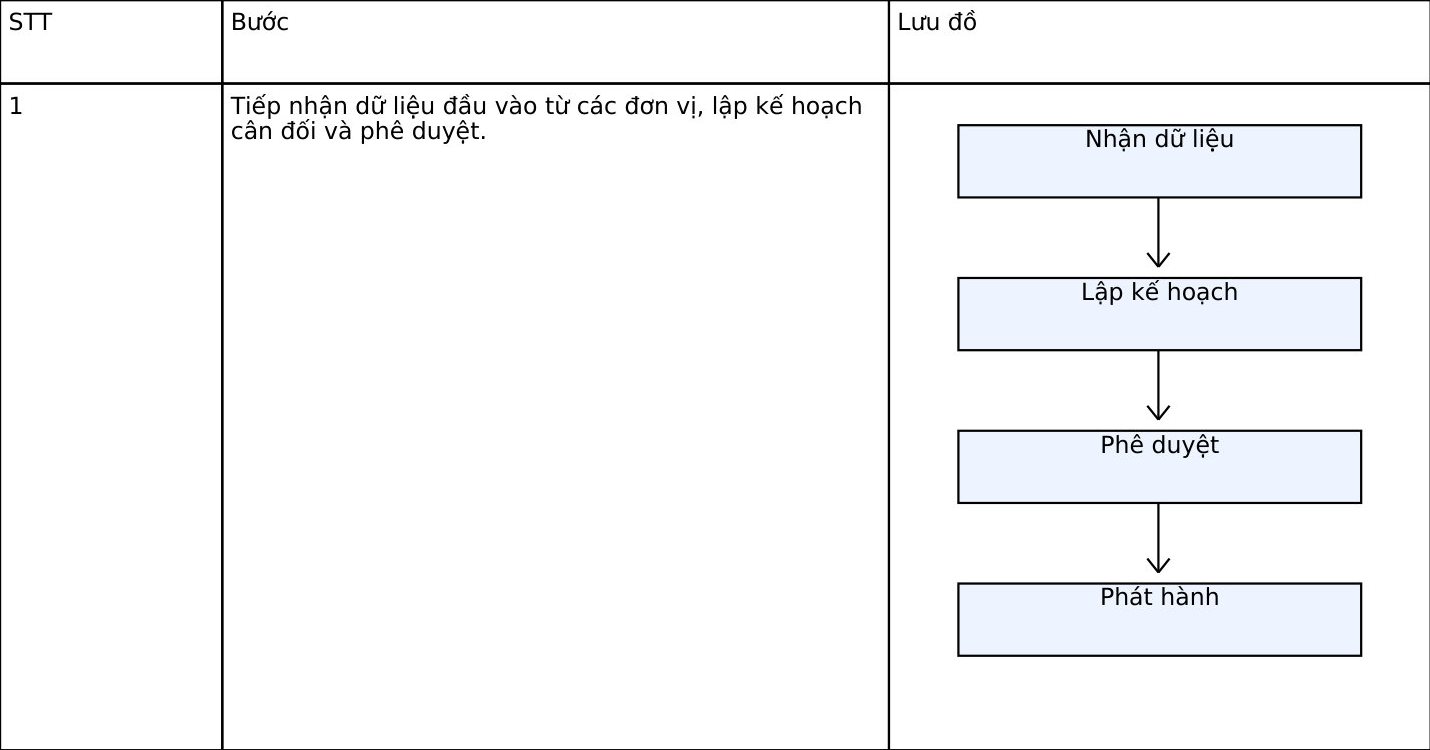 STT
Bước
Lưu đồ
1
Tiếp nhận dữ liệu đầu vào từ các đơn vị, lập kế hoạch
cân đối và phê duyệt.
Nhận dữ liệu
Lập kế hoạch
Phê duyệt
Phát hành